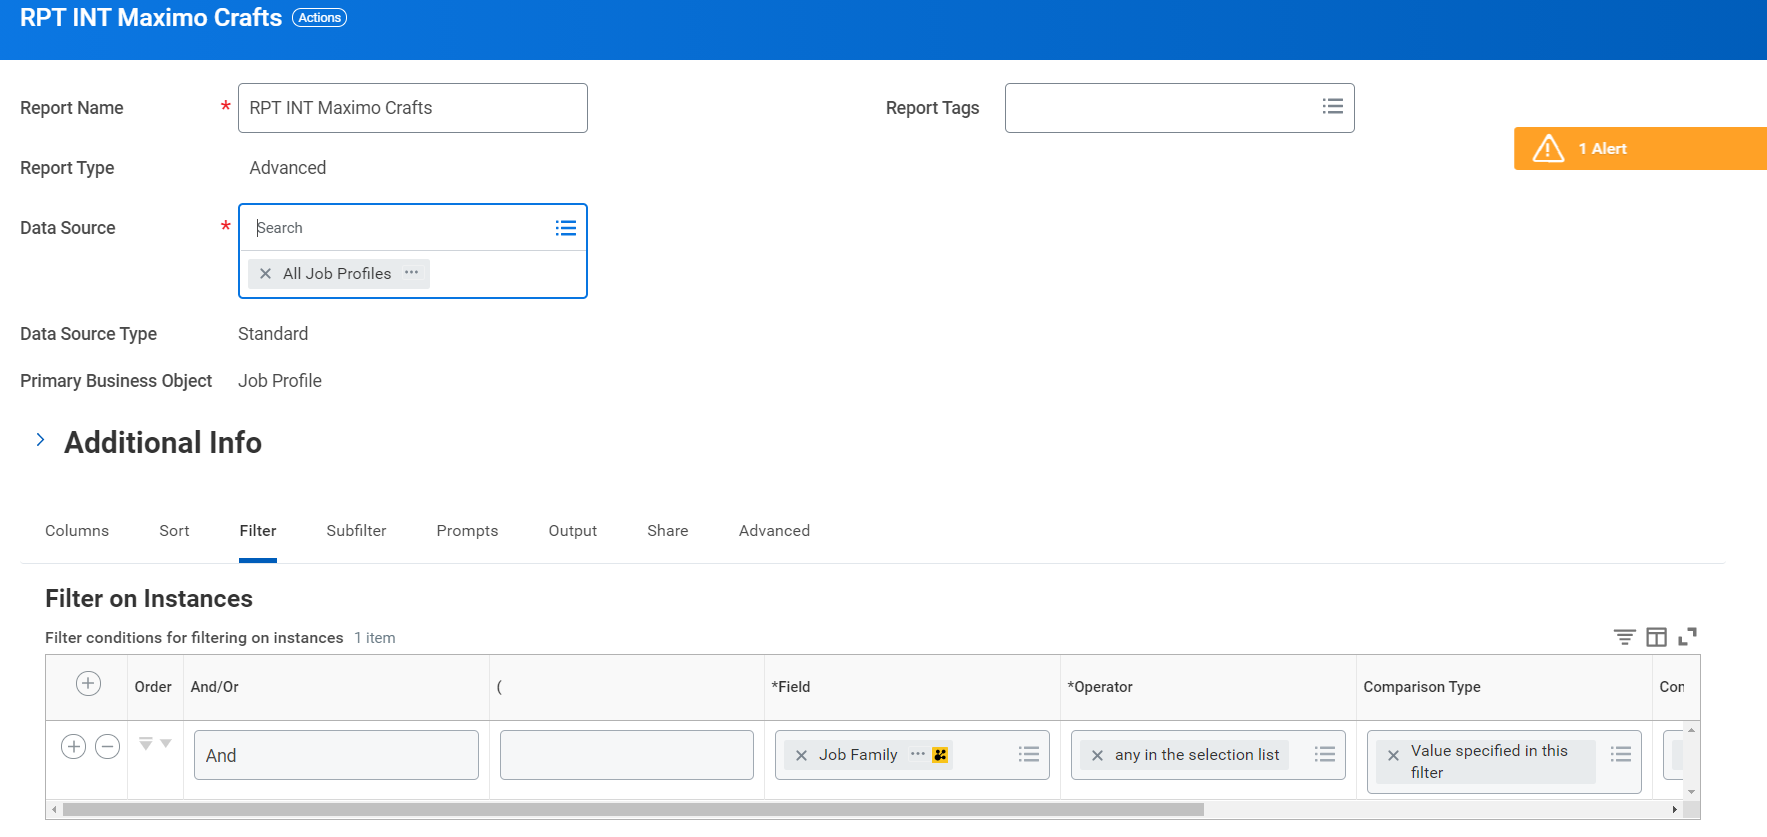 RPT INT Maximo Crafts Actions
Report Name * RPT INT Maximo Crafts Report Tags
1 Alert
Report Type Advanced
Data Source * Search
All Job Profiles
Data Source Type Standard
Primary Business Object Job Profile
Additional Info
Columns Sort Filter Subfilter Prompts Output Share Advanced
Filter on Instances
Filter conditions for filtering on instances 1 item
Order And/Or ( *Field *Operator Comparison Type Con
And Job Family any in the selection list Value specified in this
filter